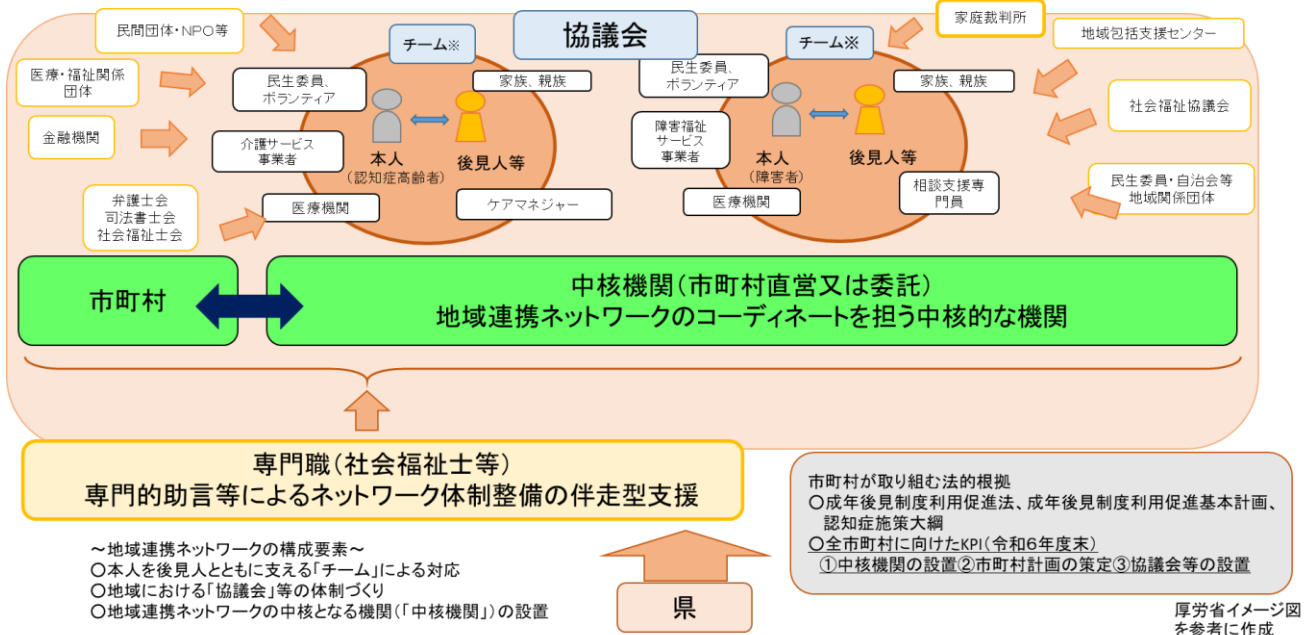 民間団体・NPO等
チーム※
協議会
チーム※
家庭裁判所
地域包括支援センター
医療・福祉関係
団体
民生委員、
ボランティア
家族、親族
民生委員、
ボランティア
家族、親族
社会福祉協議会
金融機関
介護サービス
事業者
本人
(認知症高齢者)
後見人等
障害福祉
サービス
事業者
本人
(障害者)
後見人等
弁護士会
司法書士会
社会福祉士会
医療機関
ケアマネジャー
医療機関
相談支援専
門員
民生委員・自治会等
地域関係団体
市町村
中核機関(市町村直営又は委託)
地域連携ネットワークのコーディネートを担う中核的な機関
専門職(社会福祉士等)
専門的助言等によるネットワーク体制整備の伴走型支援
市町村が取り組む法的根拠
〇成年後見制度利用促進法、成年後見制度利用促進基本計画、
認知症施策大綱
〇全市町村に向けたKPI(令和6年度末)
①中核機関の設置②市町村計画の策定③協議会等の設置
～地域連携ネットワークの構成要素～
〇本人を後見人とともに支える「チーム」による対応
〇地域における「協議会」等の体制づくり
〇地域連携ネットワークの中核となる機関(「中核機関」)の設置
県
厚労省イメージ図
を参考に作成